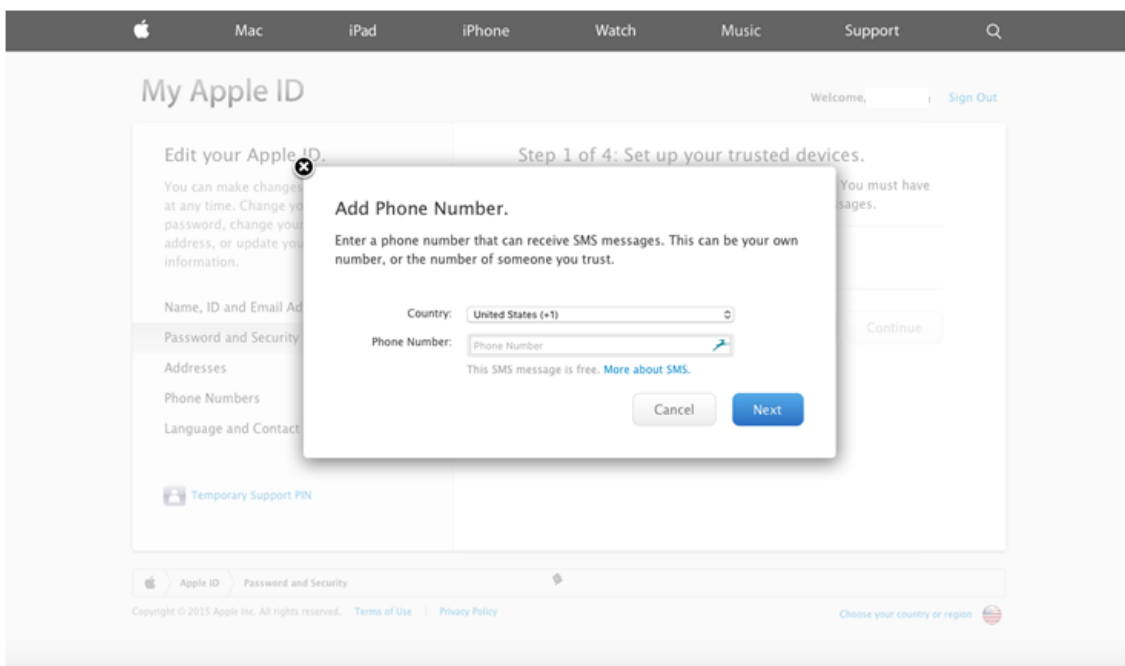 Mac iPad iPhone Watch Music Support
My Apple ID
Welcome, Sign Out
Edit your Apple ID.
You can make changes
at any time. Change
password, change your
address, or update
information.
Name, ID and Email
Password and Security
Addresses
Phone Numbers
Language and Contact
Temporary Support PIN
Step 1 of 4: Set up your trusted devices.
You must have
Continue
Add Phone Number.
Enter a phone number that can receive SMS messages. This can be your own
number, or the number of someone you trust.
Country: United States (+1)
Phone Number: Phone Number
This SMS message is free. More about SMS.
Cancel Next
Apple ID Password and Security
Copyright © 2015 Apple Inc. All rights reserved. Terms of Use Privacy Policy
Choose your country or region